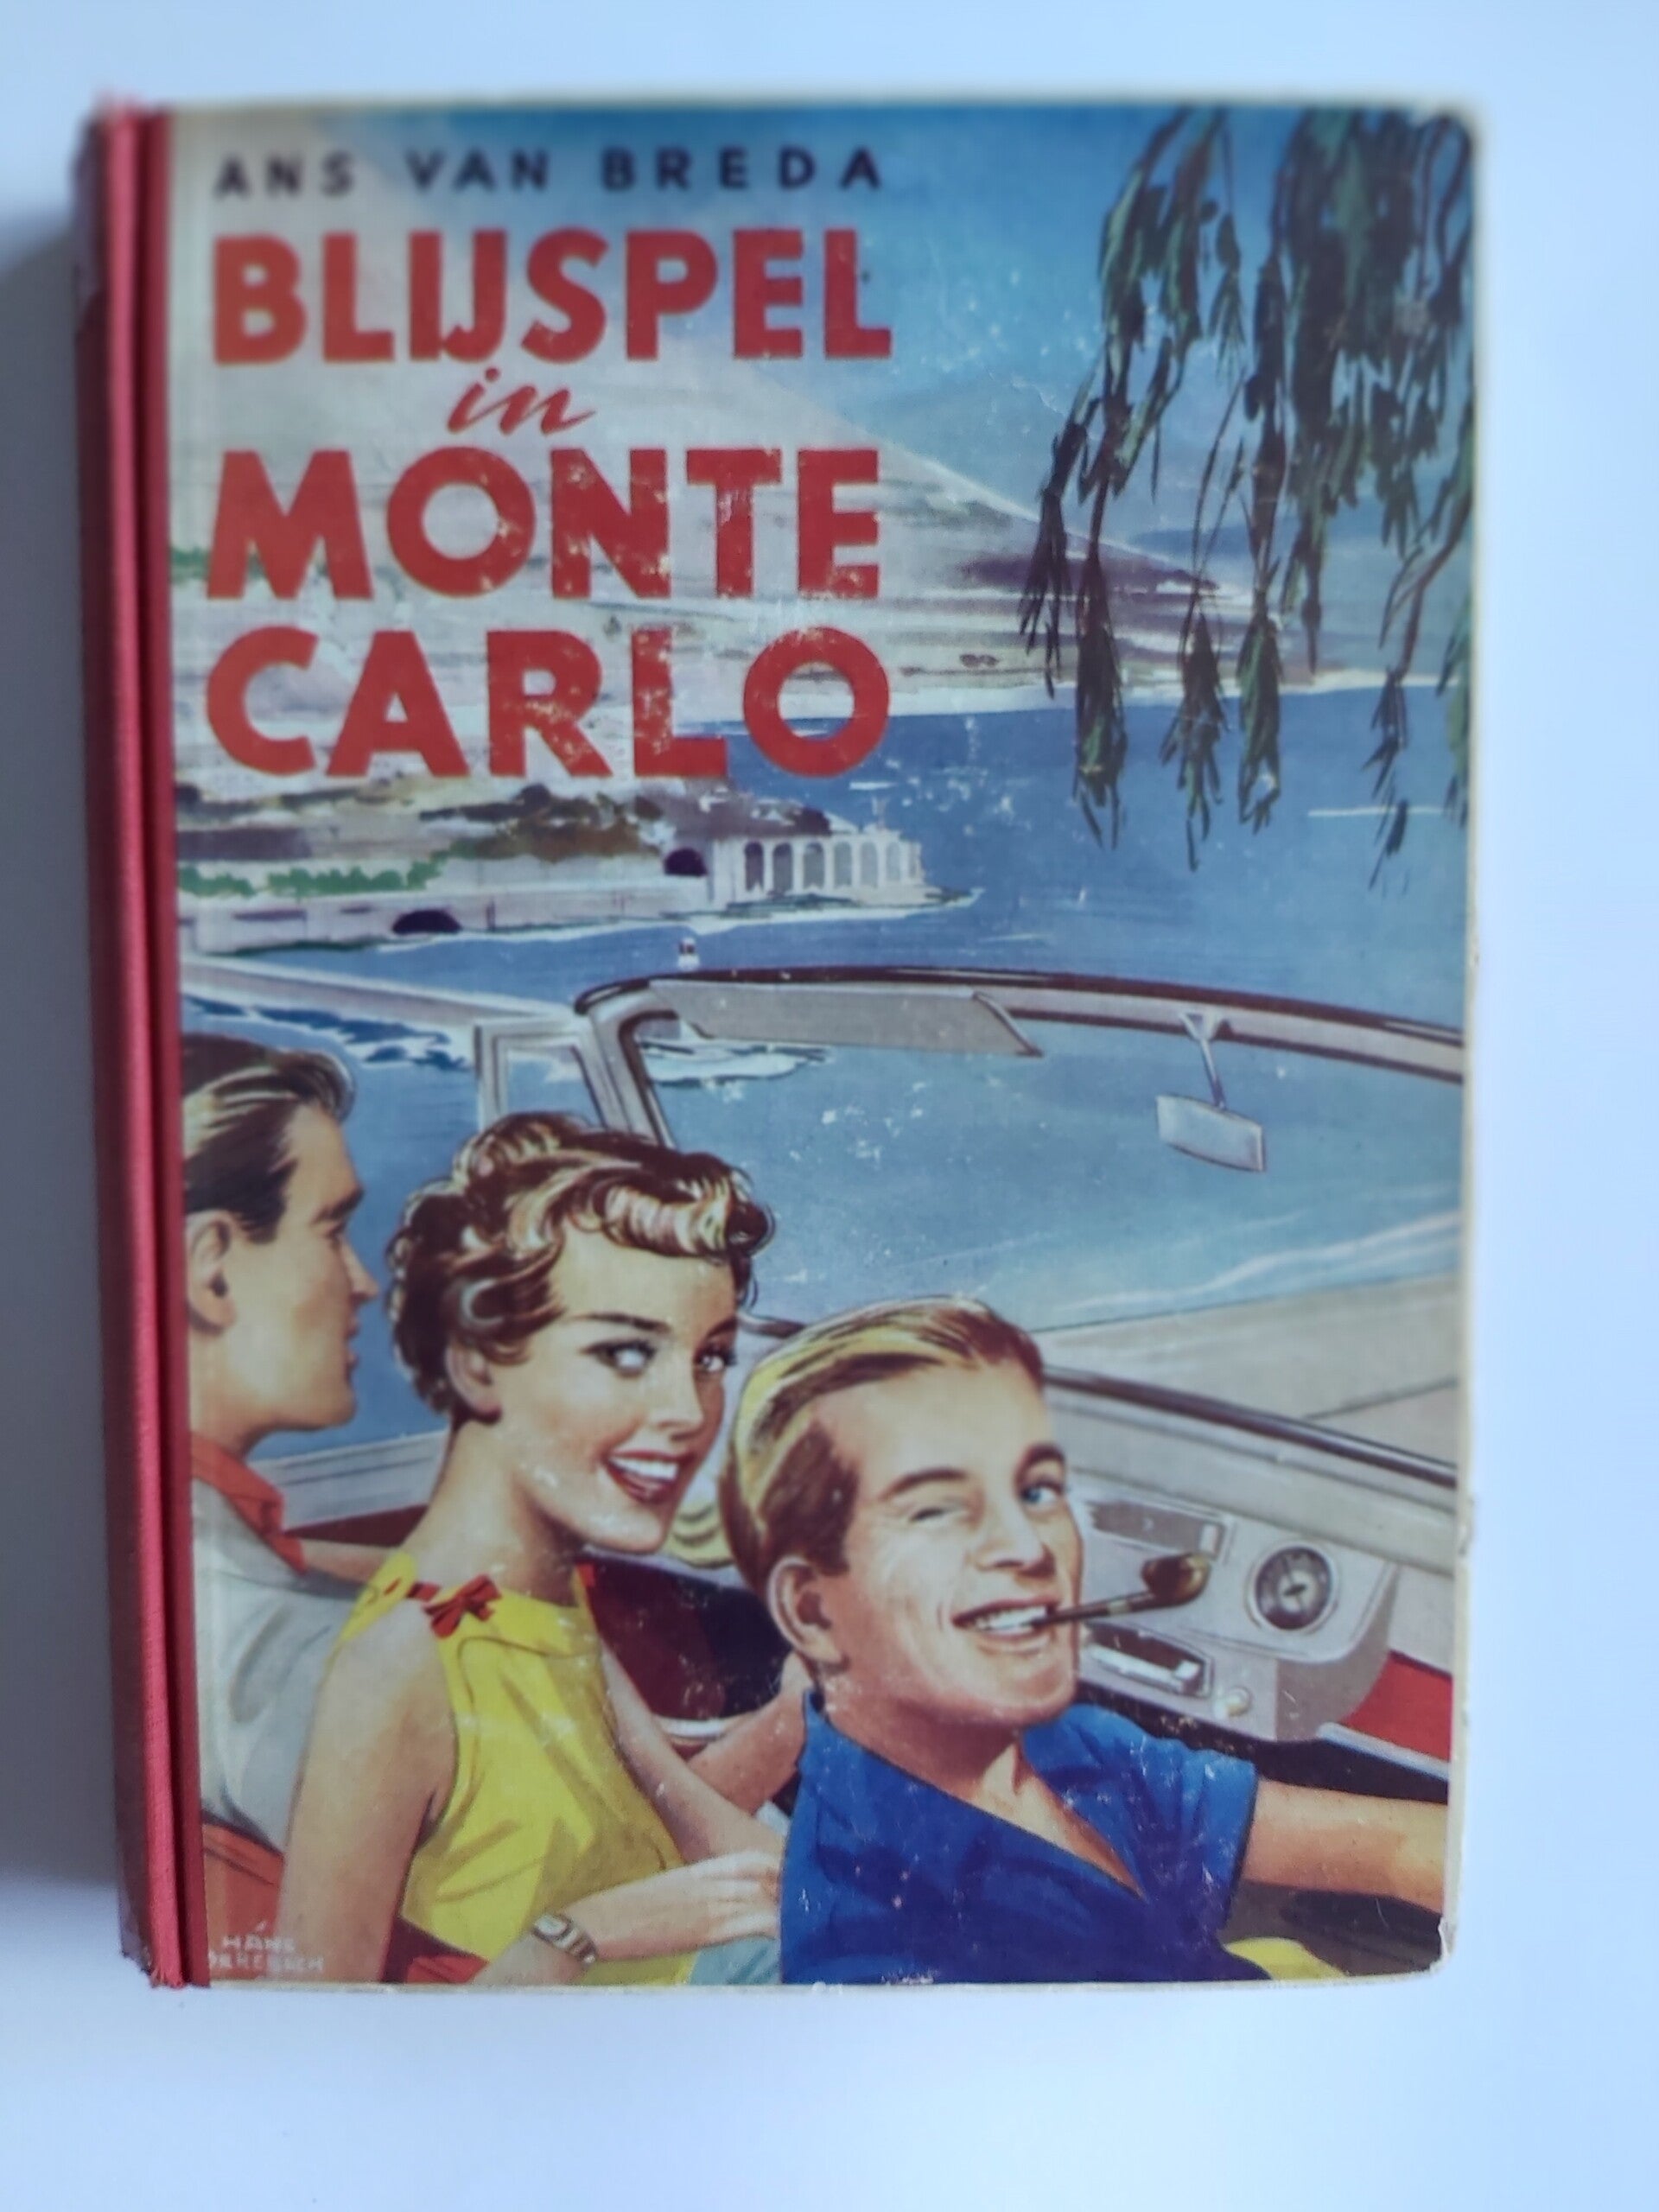 ANS VAN BREDA
BLIJSPEL
in
MONTE
CARLO
HANS